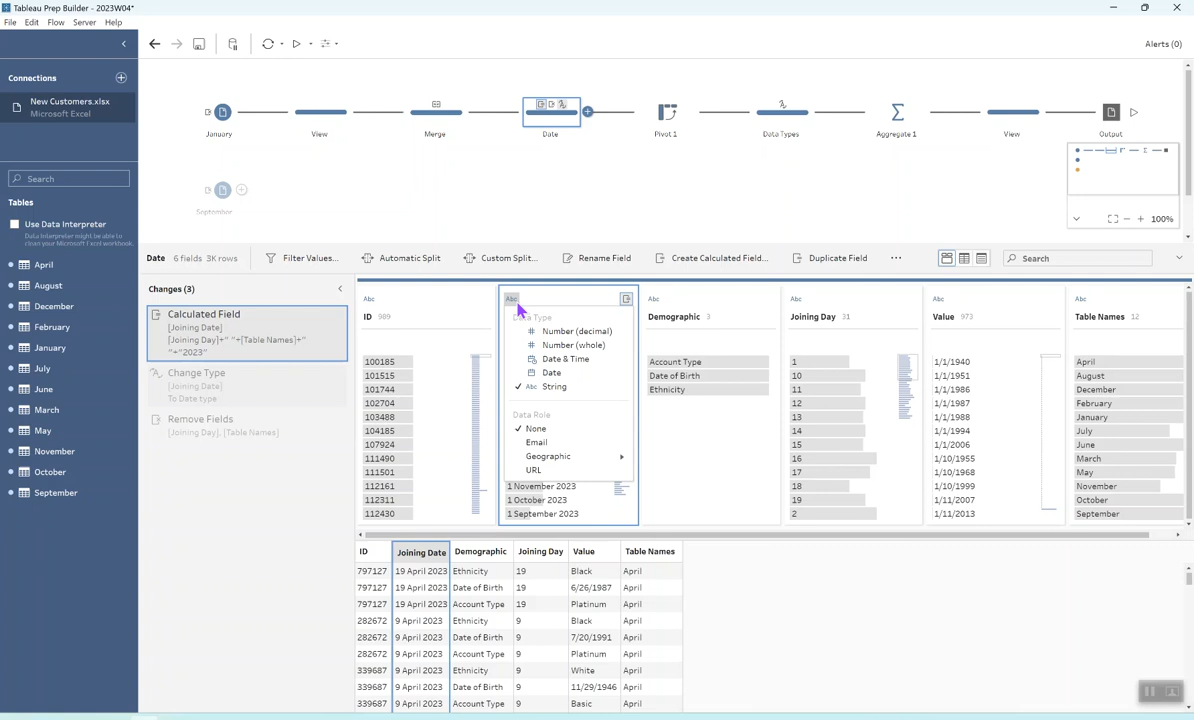 Tableau Prep Builder - 2023W04*
File Edit Flow Server Help
Alerts (0)
Connections
New Customers.xlsx
Microsoft Excel
Search
Tables
Use Data Interpreter
Data Interpreter might be able to
clean your Microsoft Excel workbook.
April
August
December
February
January
July
June
March
May
November
October
September
January
View
Merge
Date
Pivot 1
Data Types
Aggregate 1
View
Output
September
100%
Date 6 fields 3K rows
Filter Values...
Automatic Split
Custom Split...
Rename Field
Create Calculated Field...
Duplicate Field
Search
Changes (3)
Calculated Field
[Joining Date]
[Joining Day]+" "+[Table Names]+"
"+"2023"
Change Type
[Joining Date]
To Date type
Remove Fields
[Joining Day], [Table Names]
Abc
ID 989
100185
101515
101744
102704
103488
104185
107924
111490
111501
112161
112311
112430
Abc
Data Type
Number (decimal)
Number (whole)
Date & Time
Date
Abc String
Data Role
None
Email
Geographic
URL
1 November 2023
1 October 2023
1 September 2023
Abc
Demographic 3
Account Type
Date of Birth
Ethnicity
Abc
Joining Day 31
1
10
11
12
13
14
15
16
17
18
19
2
Abc
Value 973
1/1/1940
1/1/1951
1/1/1986
1/1/1987
1/1/1988
1/1/1994
1/1/2006
1/10/1955
1/10/1968
1/10/1999
1/11/2007
1/11/2013
Abc
Table Names 12
April
August
December
February
January
July
June
March
May
November
October
September
ID Joining Date Demographic Joining Day Value Table Names
797127 19 April 2023 Ethnicity 19 Black April
797127 19 April 2023 Date of Birth 19 6/26/1987 April
797127 19 April 2023 Account Type 19 Platinum April
282672 9 April 2023 Ethnicity 9 Black April
282672 9 April 2023 Date of Birth 9 7/20/1991 April
282672 9 April 2023 Account Type 9 Platinum April
339687 9 April 2023 Ethnicity 9 White April
339687 9 April 2023 Date of Birth 9 11/29/1946 April
339687 9 April 2023 Account Type 9 Basic April